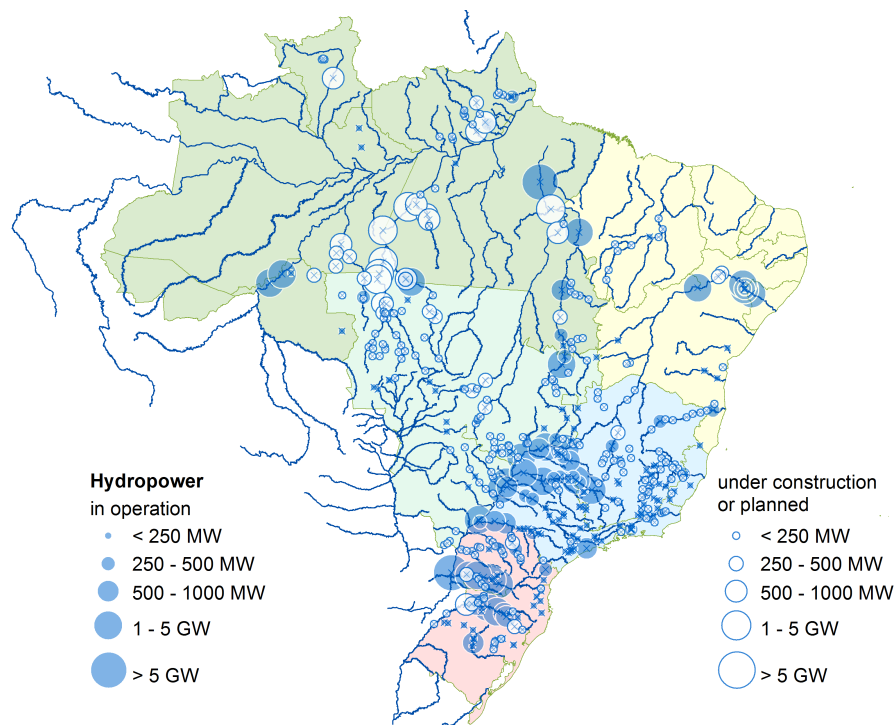 Hydropower
in operation
< 250 MW
250 - 500 MW
500 - 1000 MW
1 - 5 GW
> 5 GW
under construction
or planned
< 250 MW
250 - 500 MW
500 - 1000 MW
1 - 5 GW
> 5 GW